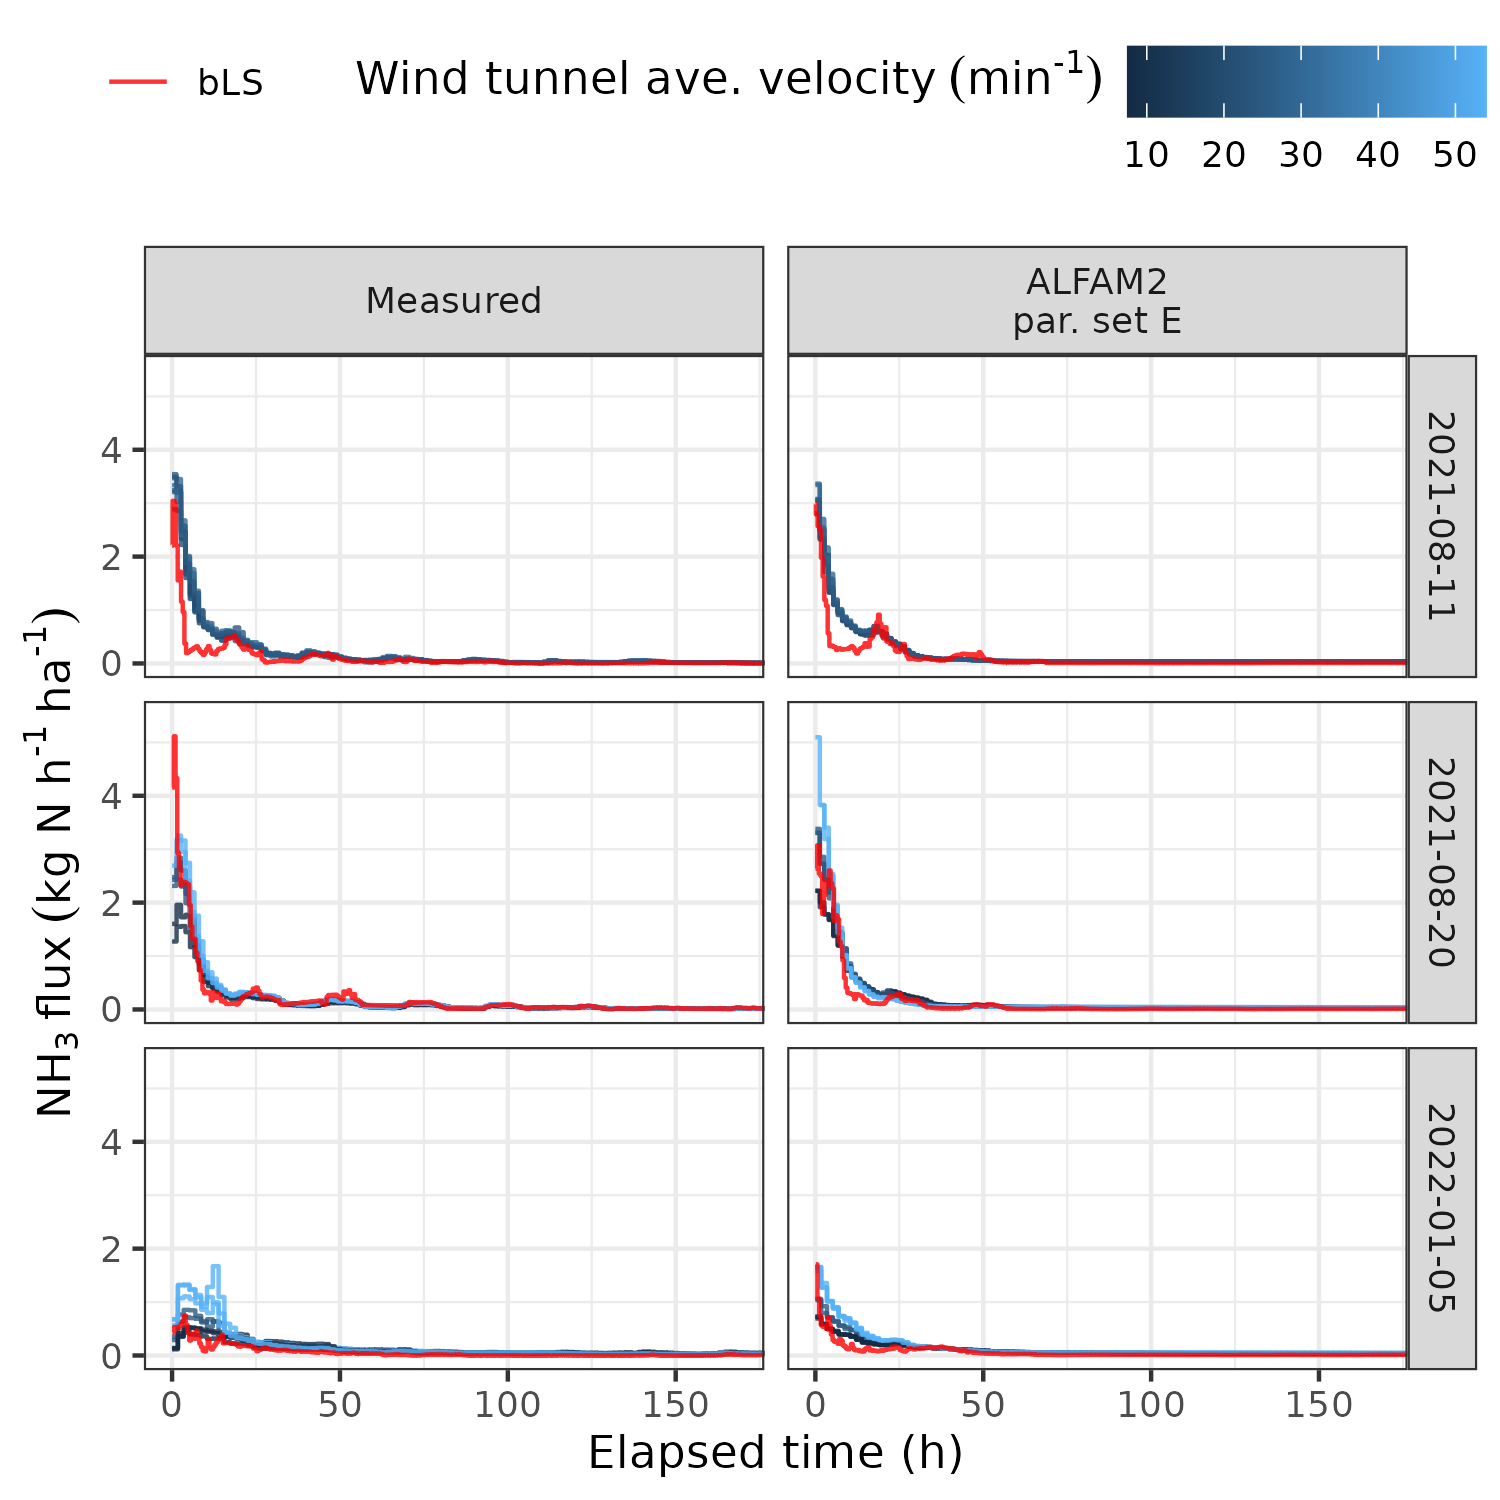 bLS
Wind tunnel ave. velocity (min⁻¹)
10 20 30 40 50
Measured
ALFAM2
par. set E
NH₃ flux (kg N h⁻¹ ha⁻¹)
4
2
0
2021-08-11
4
2
0
2021-08-20
4
2
0
2022-01-05
0 50 100 150
0 50 100 150
Elapsed time (h)